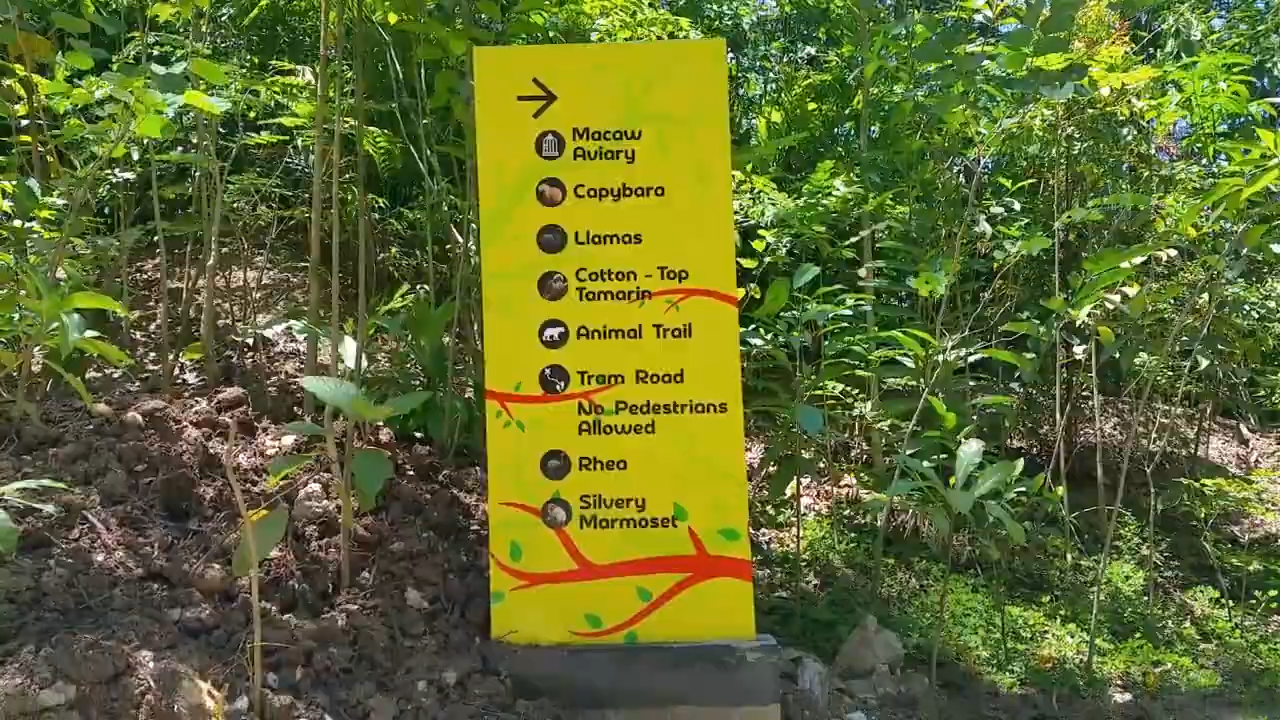 Macaw
Aviary
Capybara
Llamas
Cotton - Top
Tamarin
Animal Trail
Tram Road
No Pedestrians
Allowed
Rhea
Silvery
Marmoset